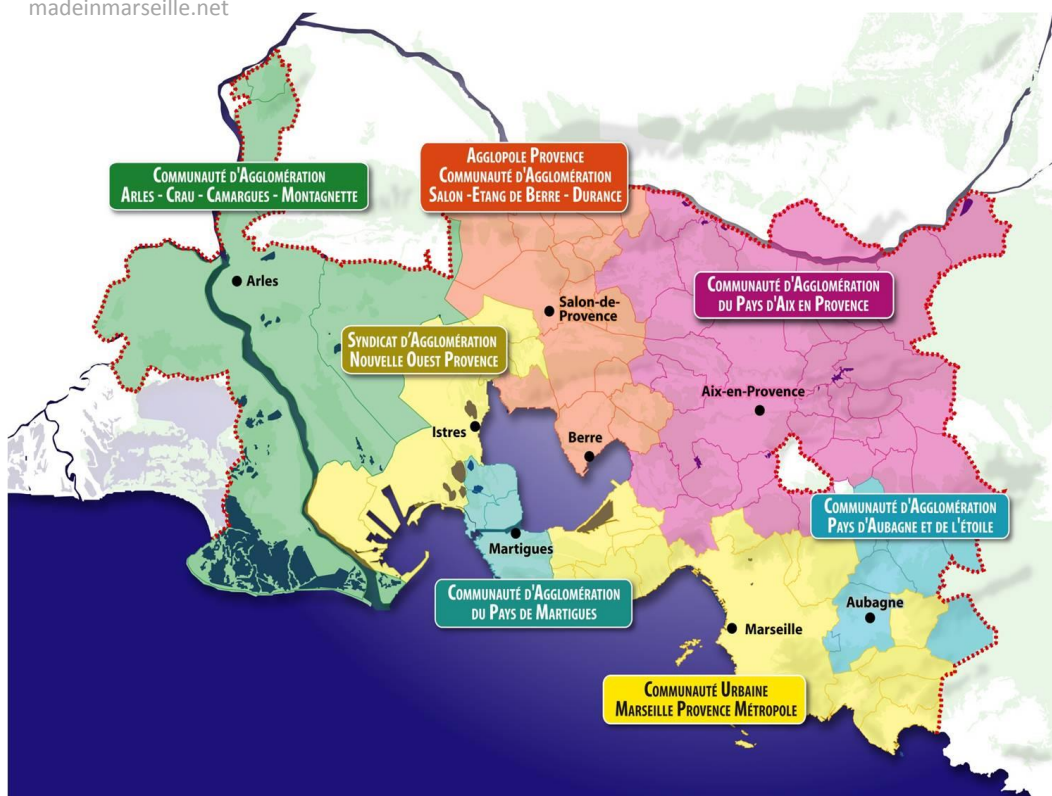 madeinmarseille.net
COMMUNAUTÉ D'AGGLOMÉRATION
ARLES - CRAU - CAMARGUES - MONTAGNETTE
AGGLOPOLE PROVENCE
COMMUNAUTÉ D'AGGLOMÉRATION
SALON -ETANG DE BERRE - DURANCE
COMMUNAUTÉ D'AGGLOMÉRATION
DU PAYS D'AIX EN PROVENCE
Arles
Salon-de-
Provence
SYNDICAT D'AGGLOMÉRATION
NOUVELLE OUEST PROVENCE
Aix-en-Provence
Istres
Berre
COMMUNAUTÉ D'AGGLOMÉRATION
PAYS D'AUBAGNE ET DE L'ÉTOILE
Martigues
COMMUNAUTÉ D'AGGLOMÉRATION
DU PAYS DE MARTIGUES
Aubagne
Marseille
COMMUNAUTÉ URBAINE
MARSEILLE PROVENCE MÉTROPOLE